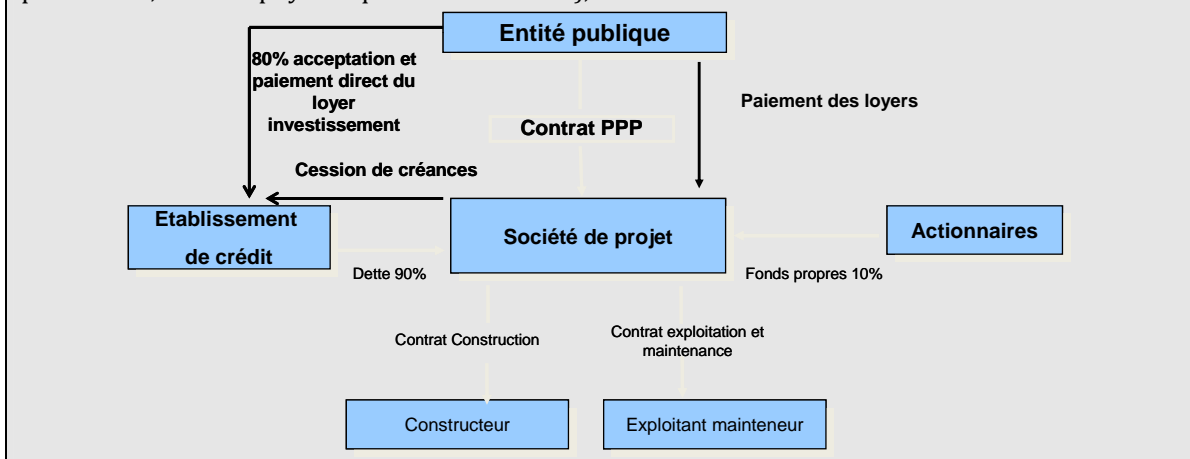 Entité publique
80% acceptation et
paiement direct du
loyer
investissement
Paiement des loyers
Contrat PPP
Cession de créances
Etablissement
de crédit
Société de projet
Actionnaires
Dette 90%
Fonds propres 10%
Contrat Construction
Contrat exploitation et
maintenance
Constructeur
Exploitant mainteneur